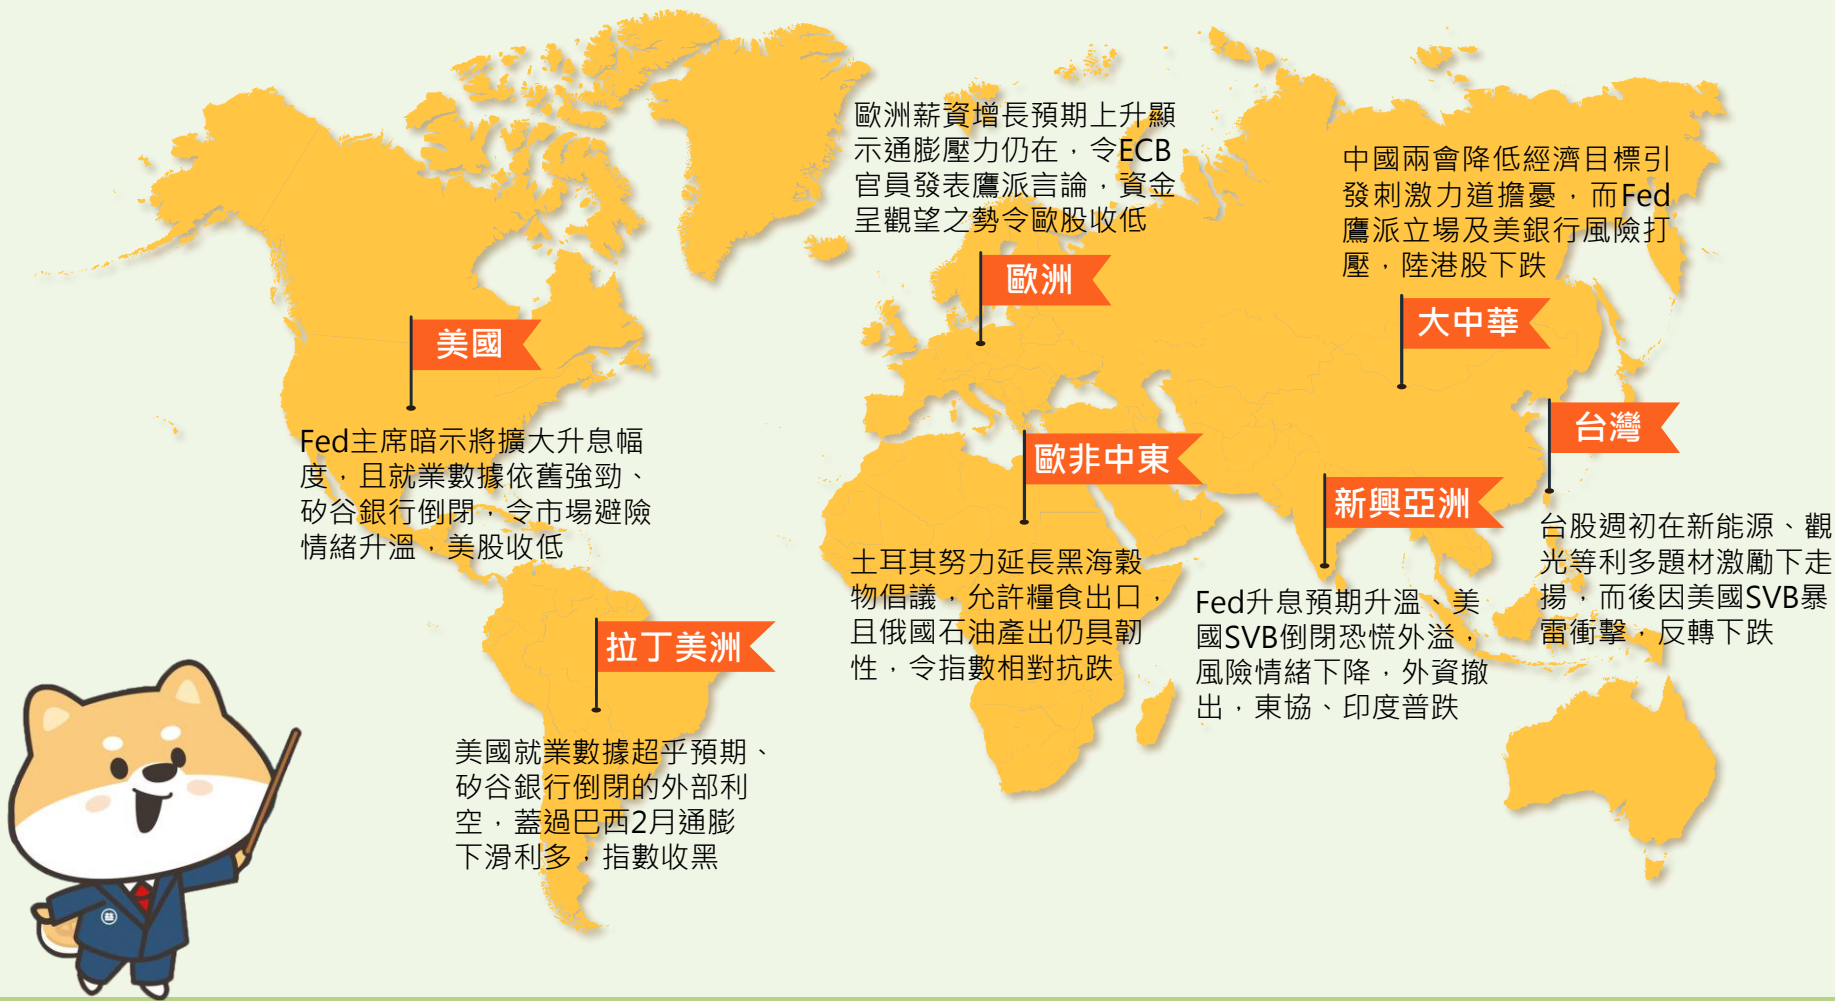 歐洲薪資增長預期上升顯
示通膨壓力仍在，令ECB
官員發表鷹派言論，資金
呈觀望之勢令歐股收低
歐洲
中國兩會降低經濟目標引
發刺激力道擔憂，而Fed
鷹派立場及美銀行風險打
壓，陸港股下跌
大中華
美國
Fed主席暗示將擴大升息幅
度，且就業數據依舊強勁、
矽谷銀行倒閉，令市場避險
情緒升溫，美股收低
台灣
台股週初在新能源、觀
光等利多題材激勵下走
揚，而後因美國SVB暴
雷衝擊，反轉下跌
歐非中東
土耳其努力延長黑海穀
物倡議，允許糧食出口，
且俄國石油產出仍具韌
性，令指數相對抗跌
新興亞洲
Fed升息預期升溫、美
國SVB倒閉恐慌外溢，
風險情緒下降，外資撤
出，東協、印度普跌
拉丁美洲
美國就業數據超乎預期、
矽谷銀行倒閉的外部利
空，蓋過巴西2月通膨
下滑利多，指數收黑